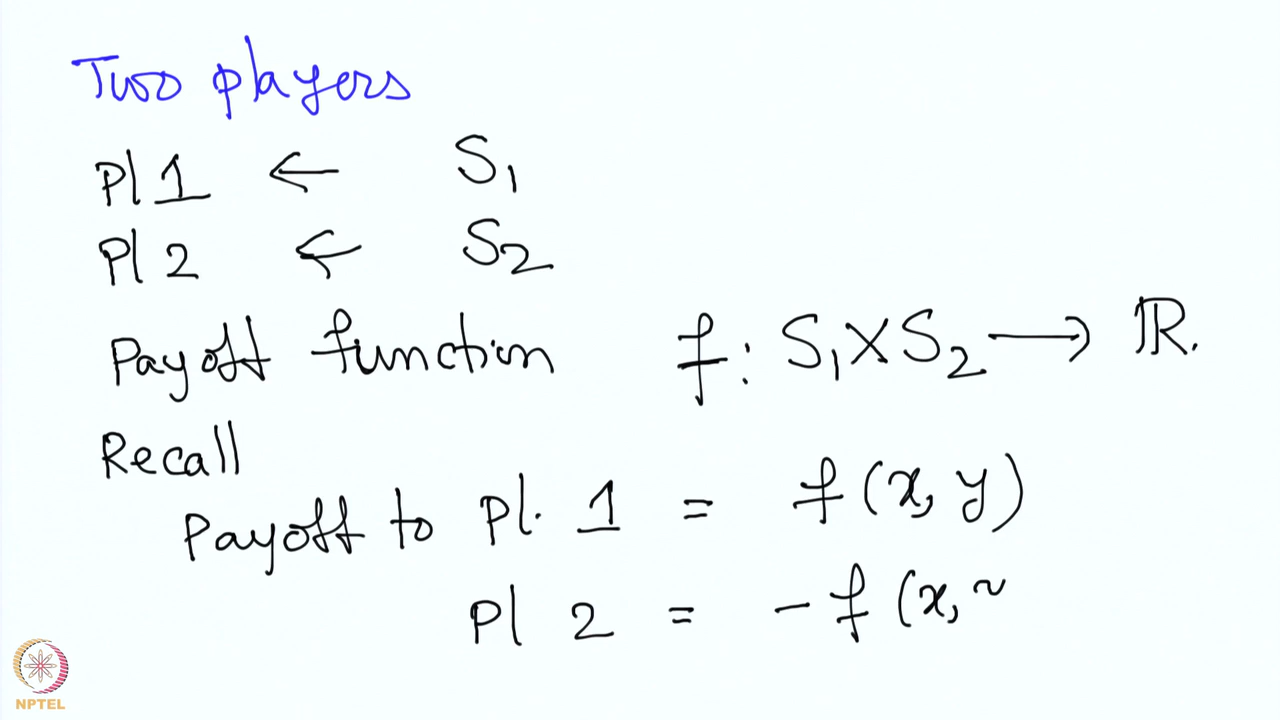 Two players
Pl 1 ← S₁
Pl 2 ← S₂
Payoff function f : S₁ × S₂ ⟶ ℝ.
Recall
Payoff to Pl. 1 = f(x, y)
Pl 2 = -f (x,
NPTEL